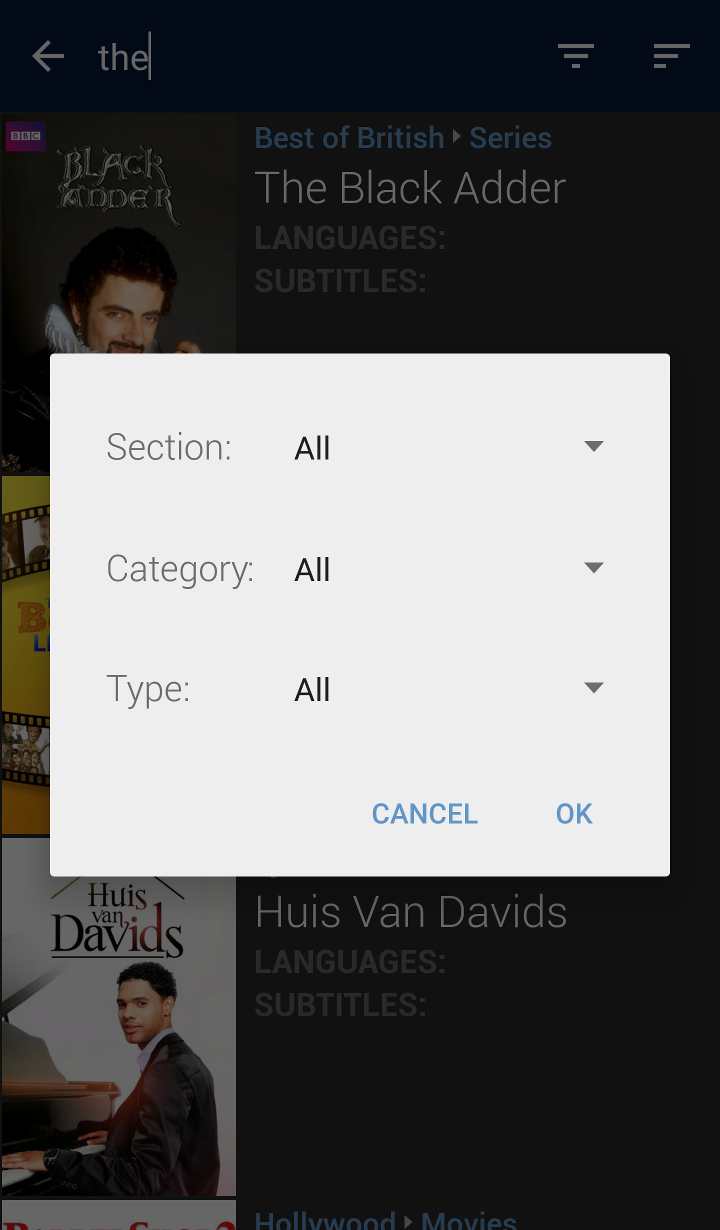 the
BBC
BLACK
ADDER
Best of British Series
The Black Adder
LANGUAGES:
SUBTITLES:
Section: All
Category: All
Type: All
CANCEL OK
Huis
van
Davids
Huis Van Davids
LANGUAGES:
SUBTITLES:
Hollywood Movies